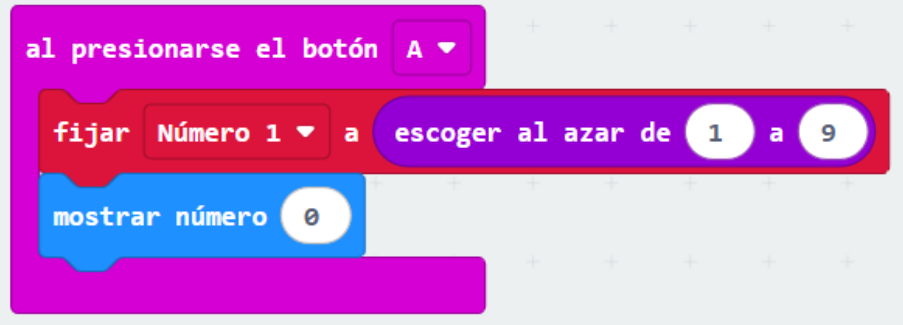 al presionarse el botón A
fijar Número 1 a escoger al azar de 1 a 9
mostrar número 0